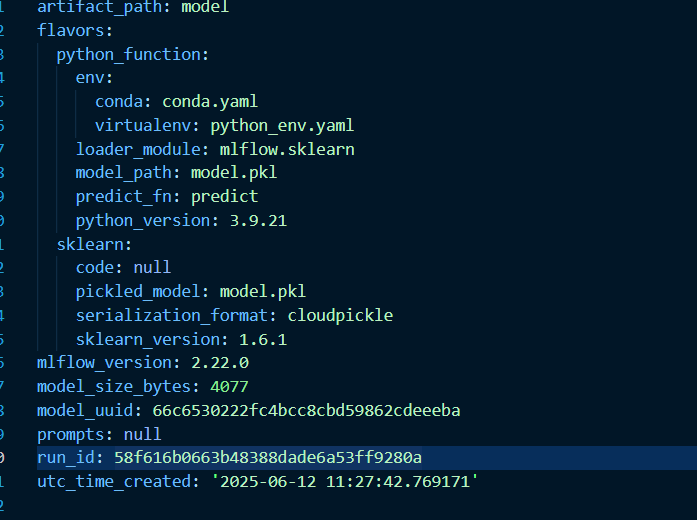 1 artifact_path: model
2 flavors:
3 python_function:
4 env:
5 conda: conda.yaml
6 virtualenv: python_env.yaml
7 loader_module: mlflow.sklearn
8 model_path: model.pkl
9 predict_fn: predict
0 python_version: 3.9.21
1 sklearn:
2 code: null
3 pickled_model: model.pkl
4 serialization_format: cloudpickle
5 sklearn_version: 1.6.1
6 mlflow_version: 2.22.0
7 model_size_bytes: 4077
8 model_uuid: 66c6530222fc4bcc8cbd59862cdeeeba
9 prompts: null
0 run_id: 58f616b0663b48388dade6a53ff9280a
1 utc_time_created: '2025-06-12 11:27:42.769171'
2